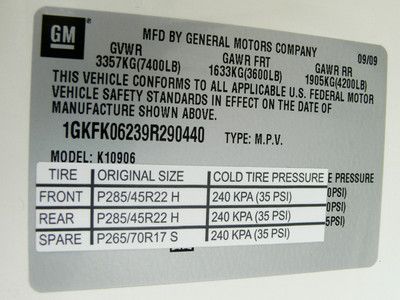 GM
MFD BY GENERAL MOTORS COMPANY
09/09
GVWR GAWR FRT GAWR RR
3357KG(7400LB) 1633KG(3600LB) 1905KG(4200LB)
THIS VEHICLE CONFORMS TO ALL APPLICABLE U.S. FEDERAL MOTOR
VEHICLE SAFETY STANDARDS IN EFFECT ON THE DATE OF
MANUFACTURE SHOWN ABOVE.
1GKFK06239R290440 TYPE: M.P.V.
MODEL: K10906
TIRE ORIGINAL SIZE COLD TIRE PRESSURE
FRONT P285/45R22 H 240 KPA (35 PSI)
REAR P285/45R22 H 240 KPA (35 PSI)
SPARE P265/70R17 S 240 KPA (35 PSI)